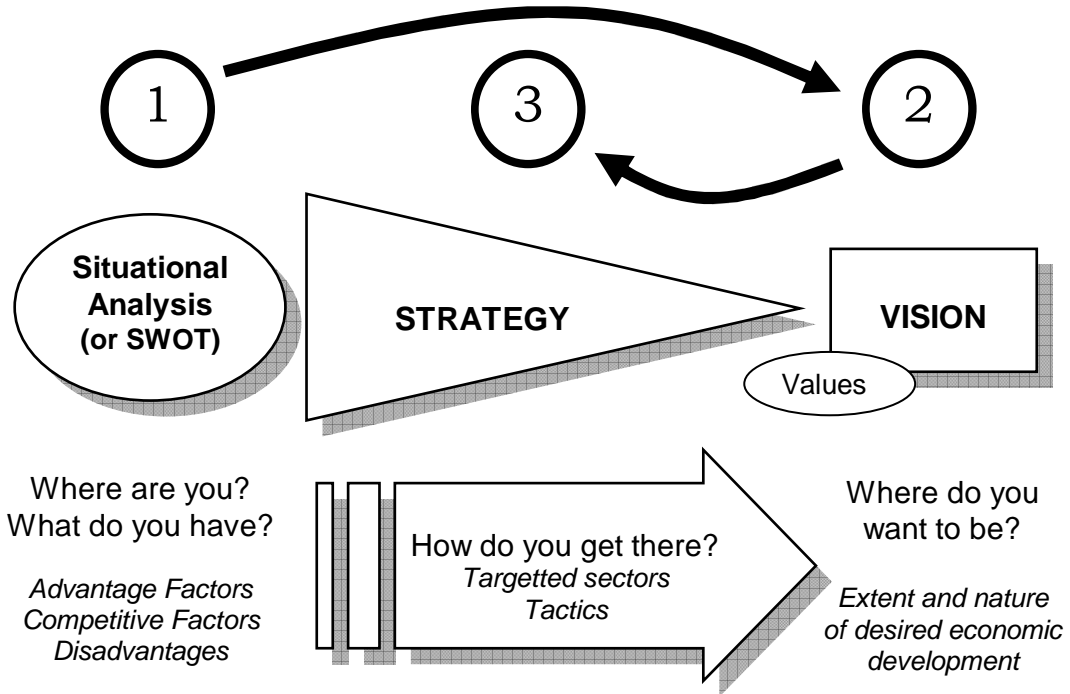 1
3
2
Situational
Analysis
(or SWOT)
STRATEGY
VISION
Values
Where are you?
What do you have?
Advantage Factors
Competitive Factors
Disadvantages
How do you get there?
Targetted sectors
Tactics
Where do you
want to be?
Extent and nature
of desired economic
development